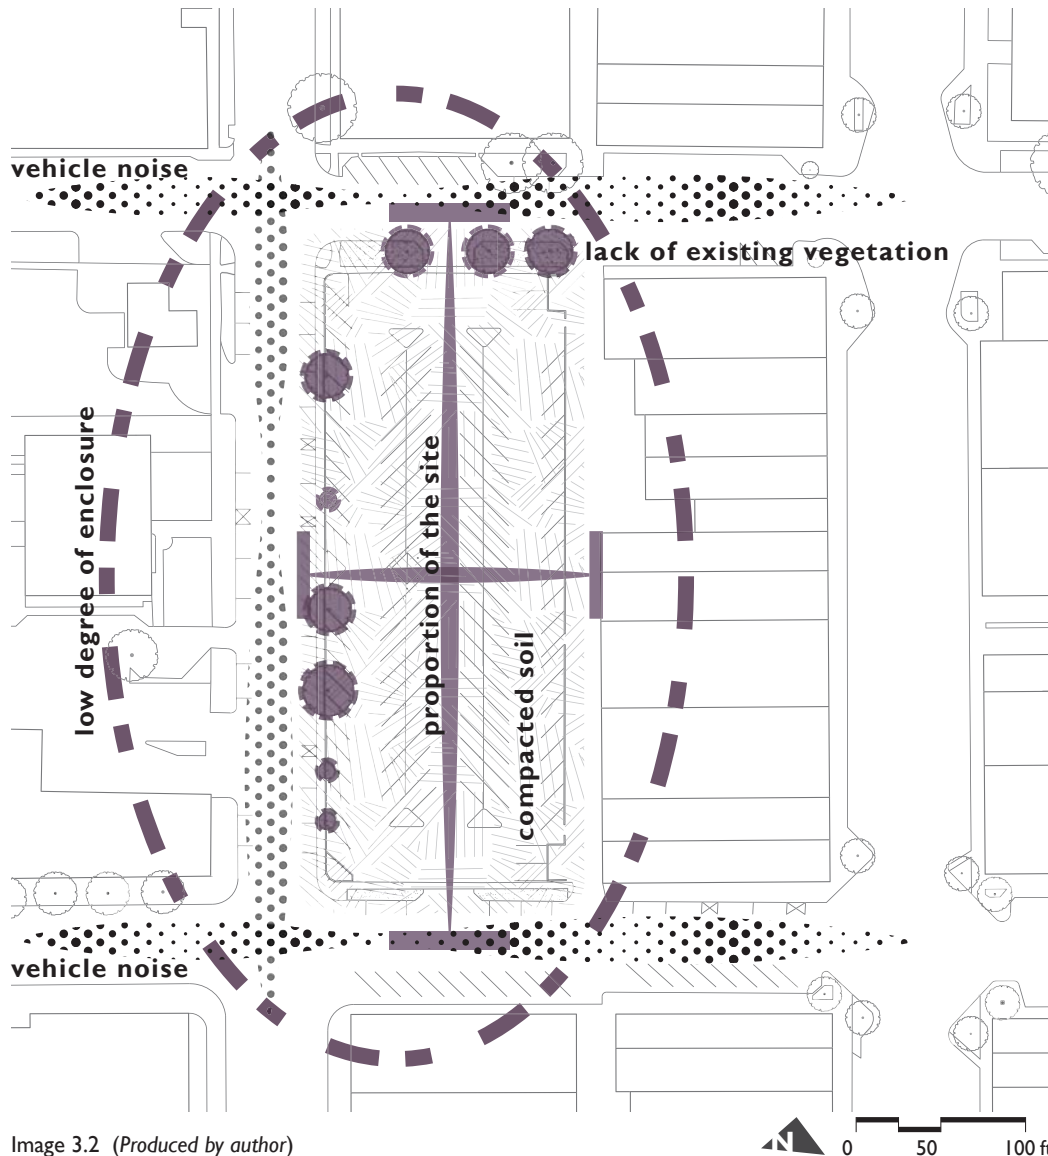 vehicle noise
lack of existing vegetation
low degree of enclosure
proportion of the site
compacted soil
vehicle noise
Image 3.2 (Produced by author)
N
0 50 100 ft